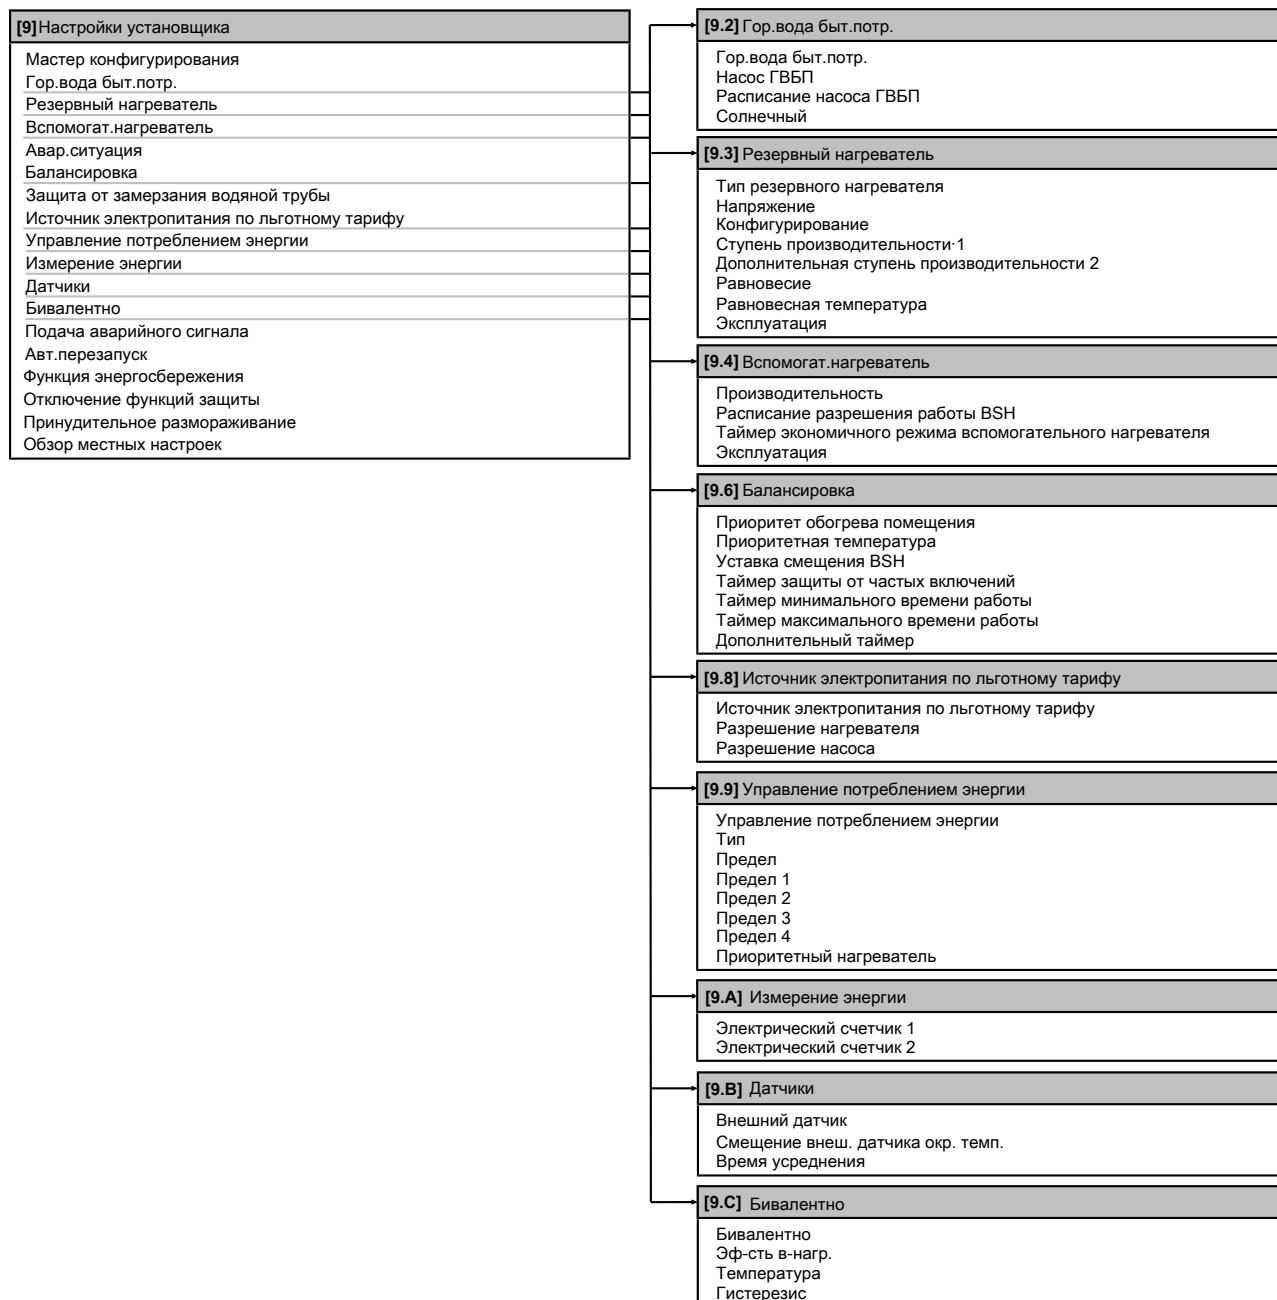 [9]Настройки установщика
Мастер конфигурирования
Гор.вода быт.потр.
Резервный нагреватель
Вспомогат.нагреватель
Авар.ситуация
Балансировка
Защита от замерзания водяной трубы
Источник электропитания по льготному тарифу
Управление потреблением энергии
Измерение энергии
Датчики
Бивалентно
Подача аварийного сигнала
Авт.перезапуск
Функция энергосбережения
Отключение функций защиты
Принудительное размораживание
Обзор местных настроек
[9.2] Гор.вода быт.потр.
Гор.вода быт.потр.
Насос ГВБП
Расписание насоса ГВБП
Солнечный
[9.3] Резервный нагреватель
Тип резервного нагревателя
Напряжение
Конфигурирование
Ступень производительности·1
Дополнительная ступень производительности 2
Равновесие
Равновесная температура
Эксплуатация
[9.4] Вспомогат.нагреватель
Производительность
Расписание разрешения работы BSH
Таймер экономичного режима вспомогательного нагревателя
Эксплуатация
[9.6] Балансировка
Приоритет обогрева помещения
Приоритетная температура
Уставка смещения BSH
Таймер защиты от частых включений
Таймер минимального времени работы
Таймер максимального времени работы
Дополнительный таймер
[9.8] Источник электропитания по льготному тарифу
Источник электропитания по льготному тарифу
Разрешение нагревателя
Разрешение насоса
[9.9] Управление потреблением энергии
Управление потреблением энергии
Тип
Предел
Предел 1
Предел 2
Предел 3
Предел 4
Приоритетный нагреватель
[9.A] Измерение энергии
Электрический счетчик 1
Электрический счетчик 2
[9.B] Датчики
Внешний датчик
Смещение внеш. датчика окр. темп.
Время усреднения
[9.C] Бивалентно
Бивалентно
Эф-сть в-нагр.
Температура
Гистерезис